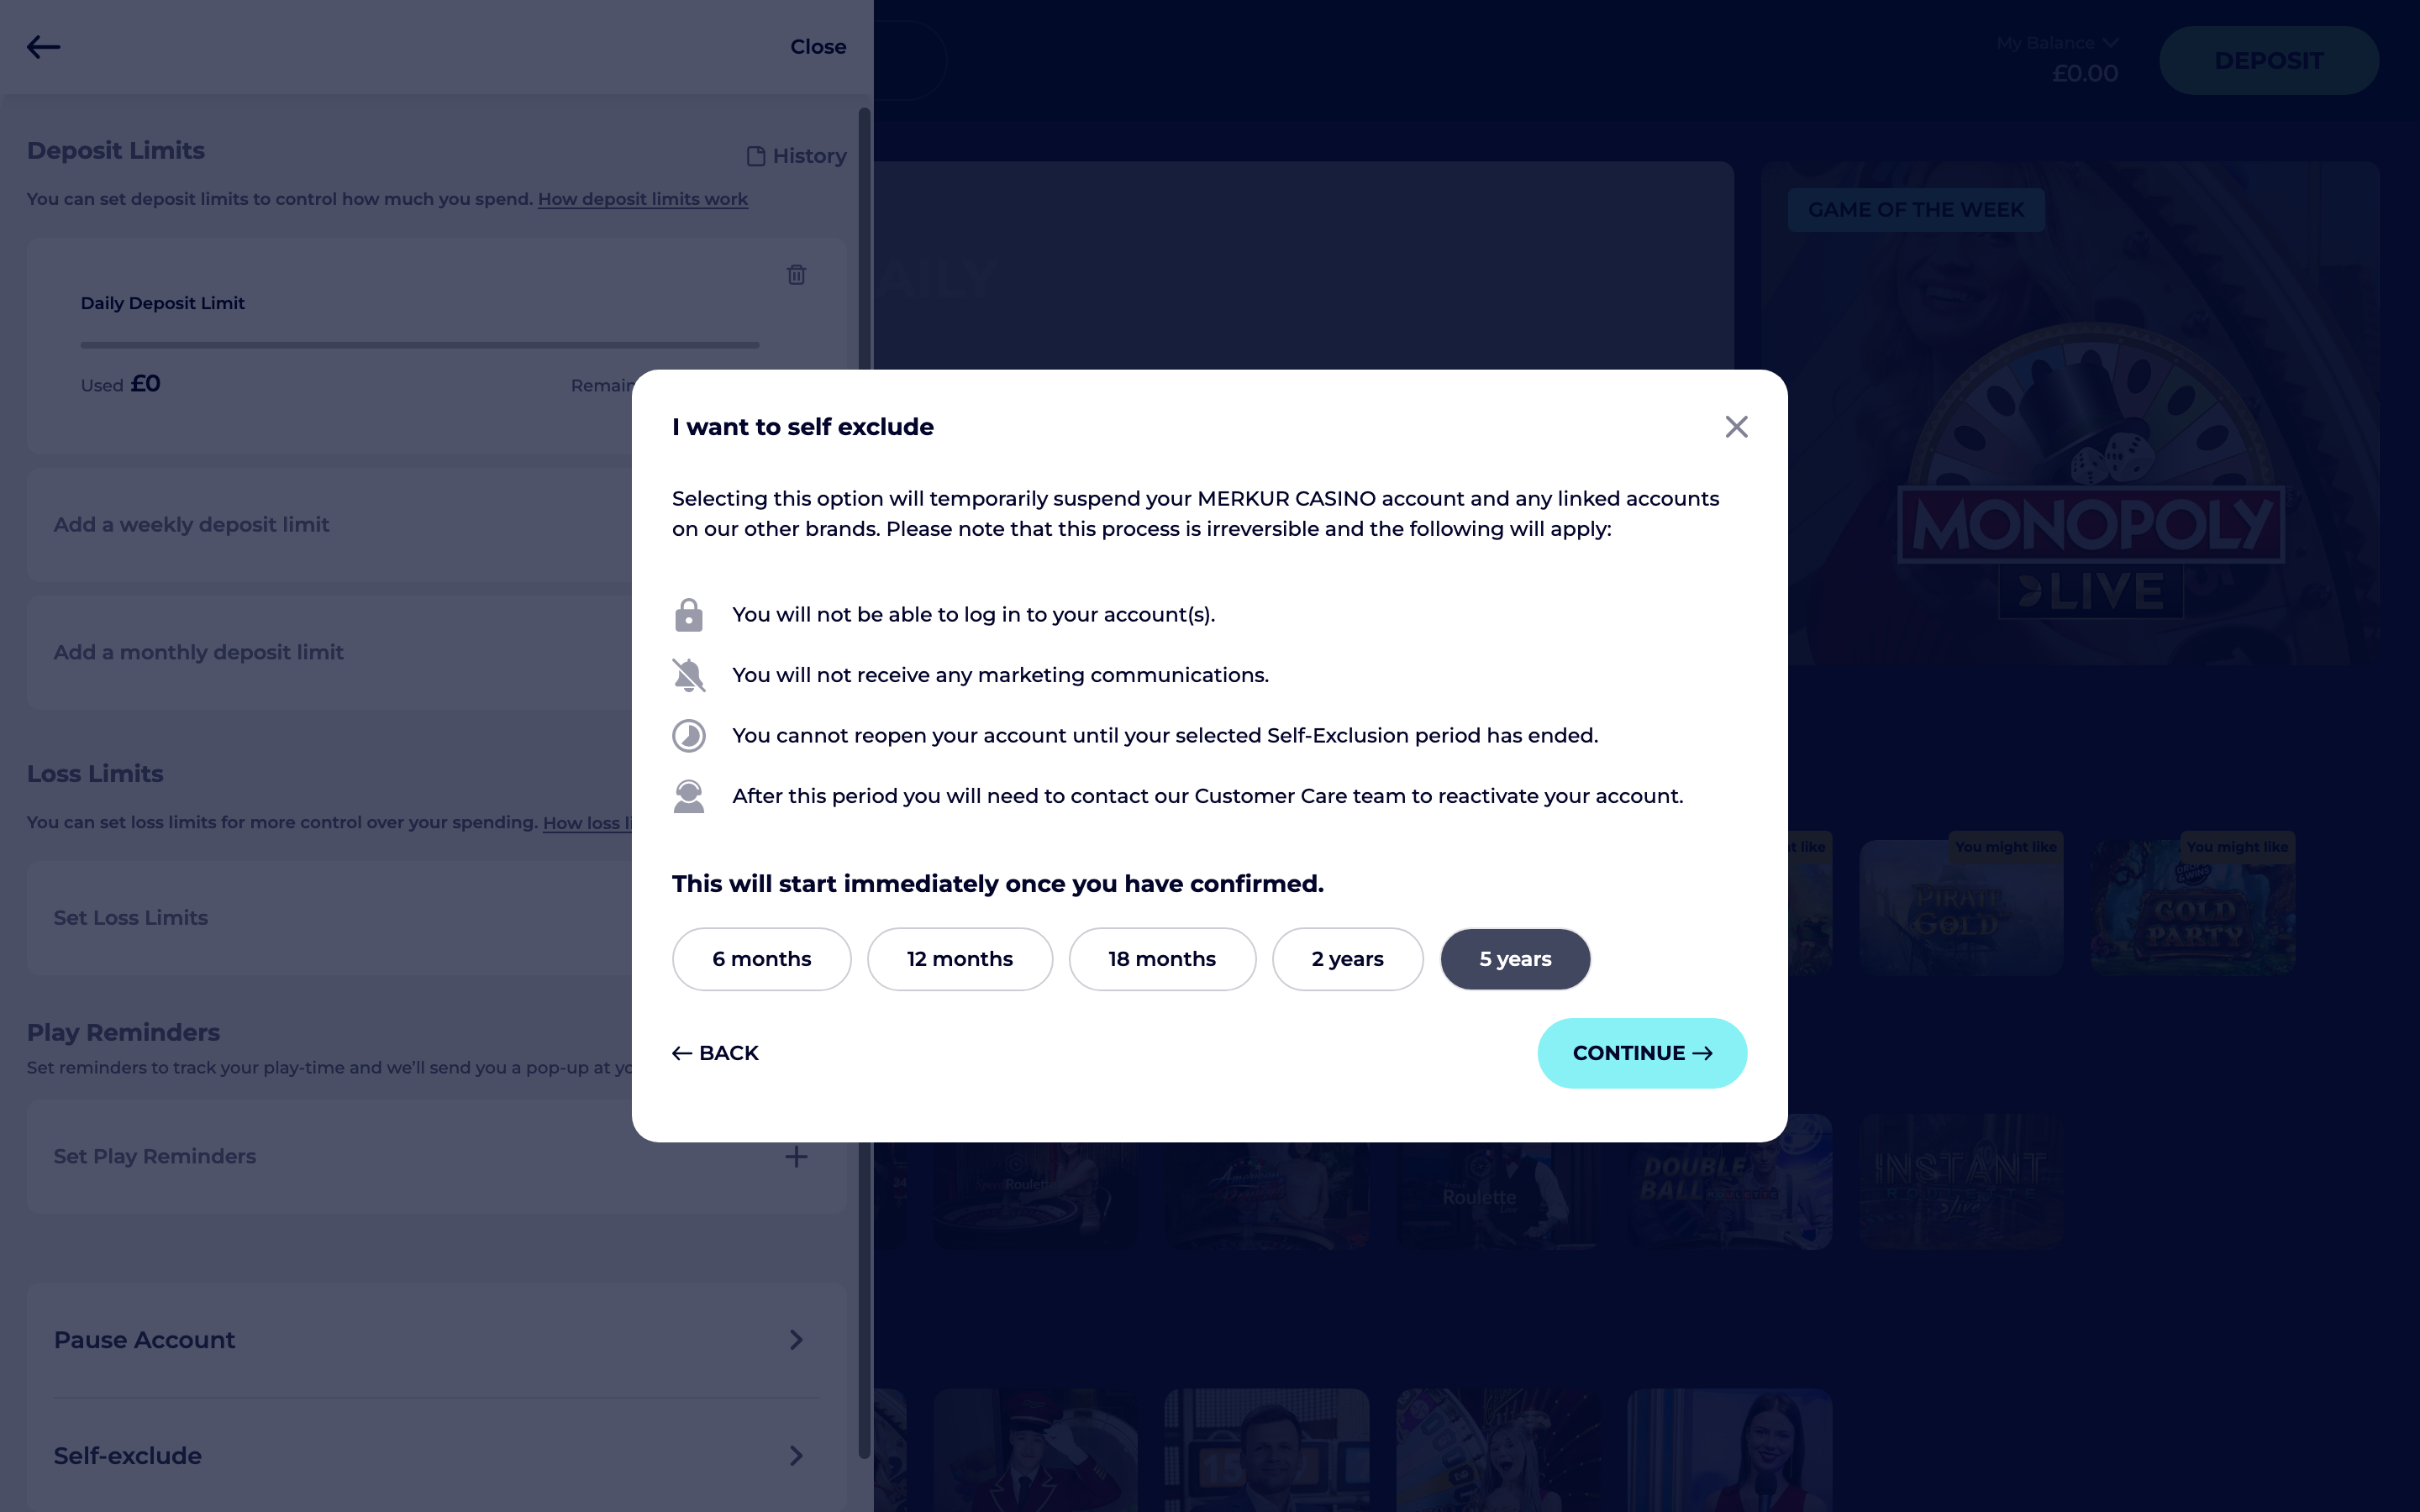 Close
My Balance
£0.00
DEPOSIT
Deposit Limits
History
You can set deposit limits to control how much you spend. How deposit limits work
AILY
GAME OF THE WEEK
Daily Deposit Limit
Used £0
Remain
MONOPOLY
LIVE
Add a weekly deposit limit
Add a monthly deposit limit
I want to self exclude
Selecting this option will temporarily suspend your MERKUR CASINO account and any linked accounts
on our other brands. Please note that this process is irreversible and the following will apply:
You will not be able to log in to your account(s).
You will not receive any marketing communications.
You cannot reopen your account until your selected Self-Exclusion period has ended.
After this period you will need to contact our Customer Care team to reactivate your account.
This will start immediately once you have confirmed.
6 months
12 months
18 months
2 years
5 years
BACK
CONTINUE
Loss Limits
You can set loss limits for more control over your spending. How loss li
Set Loss Limits
t like
You might like
You might like
PIRATE
GOLD
GOLD
PARTY
Play Reminders
Set reminders to track your play-time and we'll send you a pop-up at yo
Set Play Reminders
24
Roulette
Roulette
Live
DOUBLE
BALL
INSTANT
Pause Account
Self-exclude